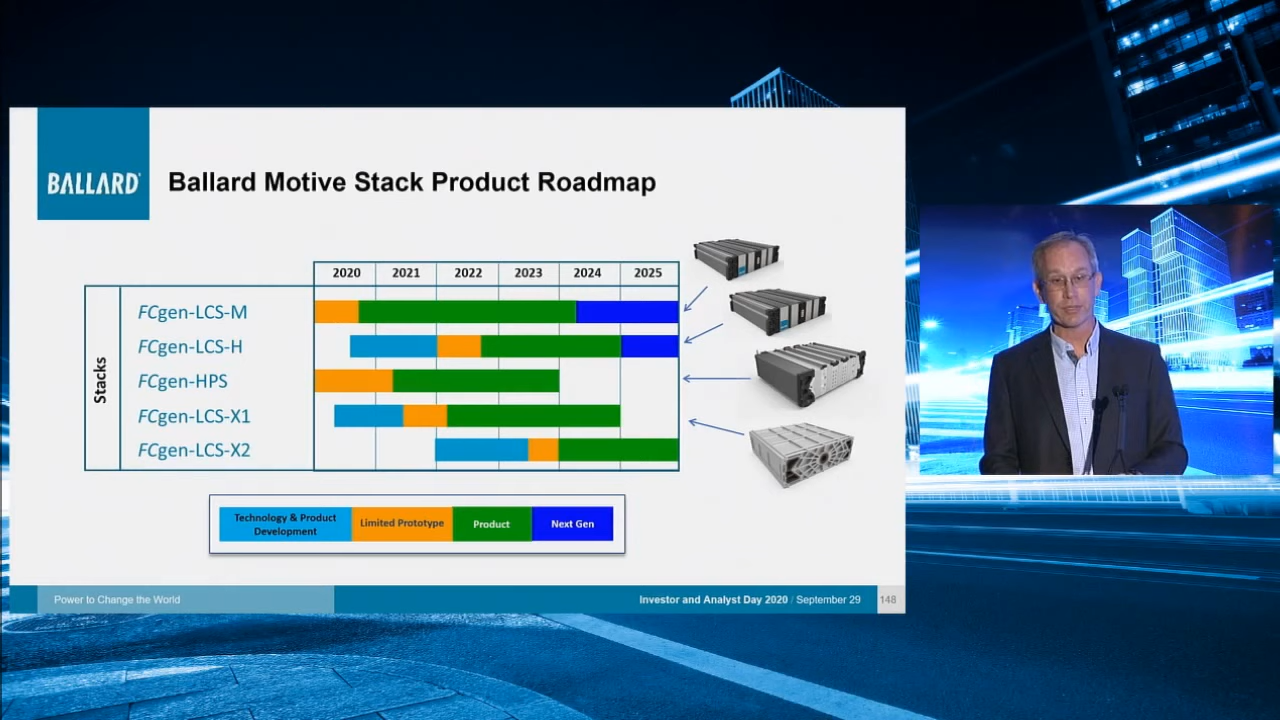 BALLARD
Ballard Motive Stack Product Roadmap
2020 2021 2022 2023 2024 2025
Stacks
FCgen-LCS-M
FCgen-LCS-H
FCgen-HPS
FCgen-LCS-X1
FCgen-LCS-X2
Technology & Product
Development
Limited Prototype
Product
Next Gen
Power to Change the World
Investor and Analyst Day 2020 / September 29
148